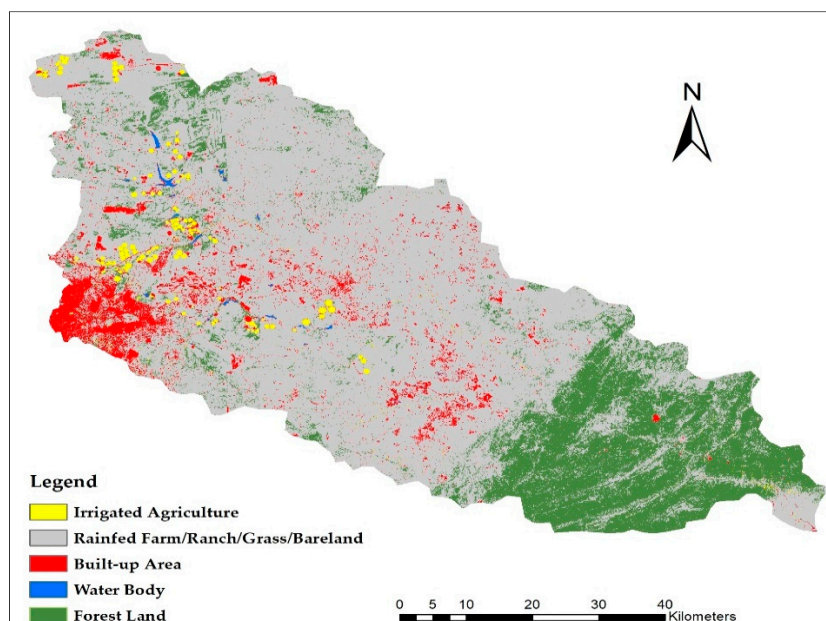 N
Legend
Irrigated Agriculture
Rainfed Farm/Ranch/Grass/Bareland
Built-up Area
Water Body
Forest Land
0 5 10 20 30 40
Kilometers